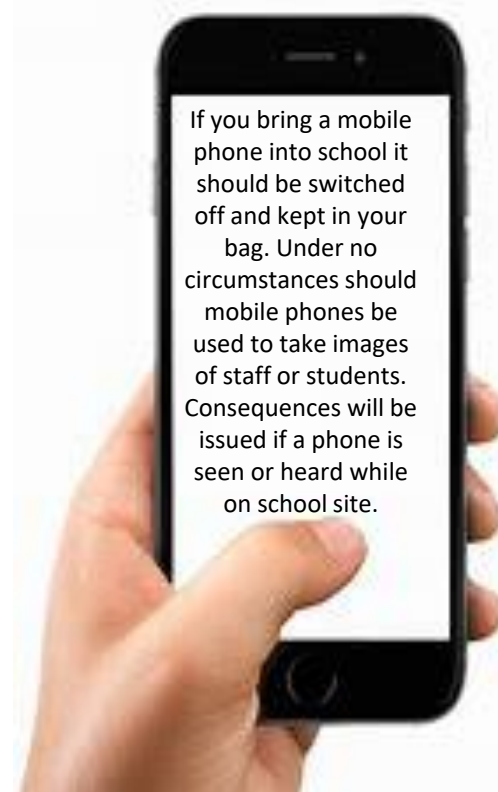 If you bring a mobile
phone into school it
should be switched
off and kept in your
bag. Under no
circumstances should
mobile phones be
used to take images
of staff or students.
Consequences will be
issued if a phone is
seen or heard while
on school site.